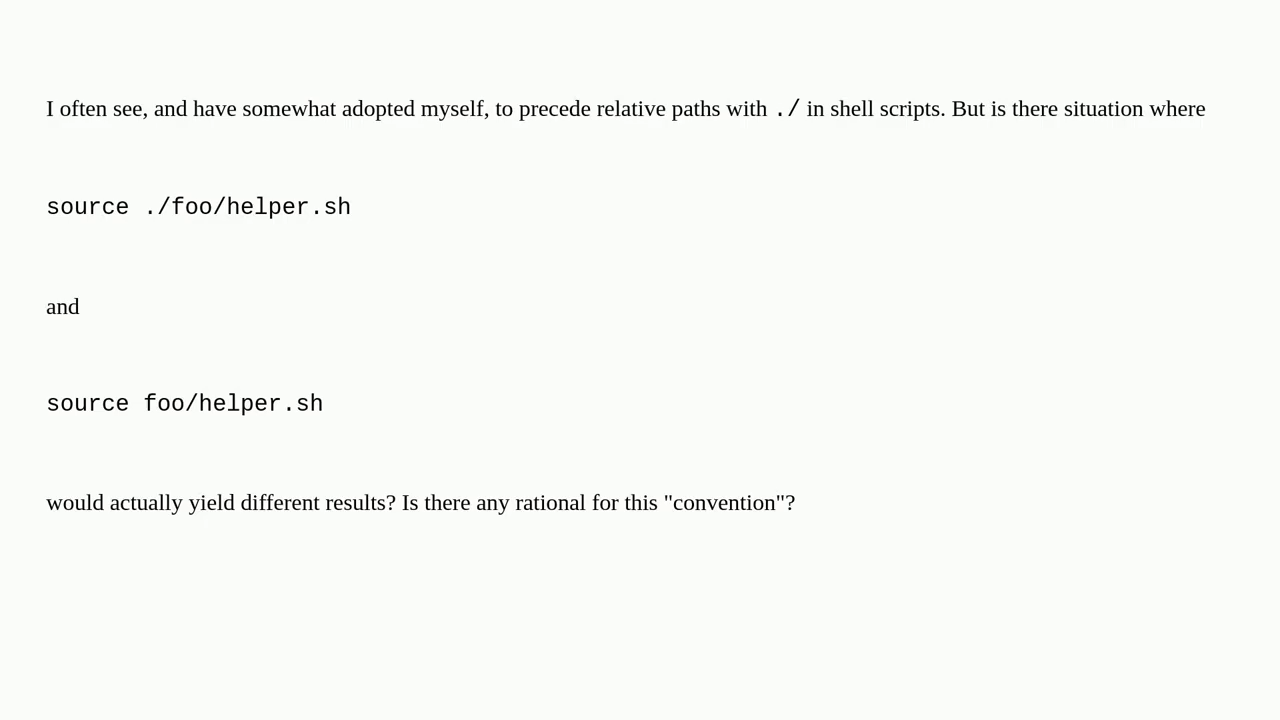 I often see, and have somewhat adopted myself, to precede relative paths with ./ in shell scripts. But is there situation where
source ./foo/helper.sh
and
source foo/helper.sh
would actually yield different results? Is there any rational for this "convention"?